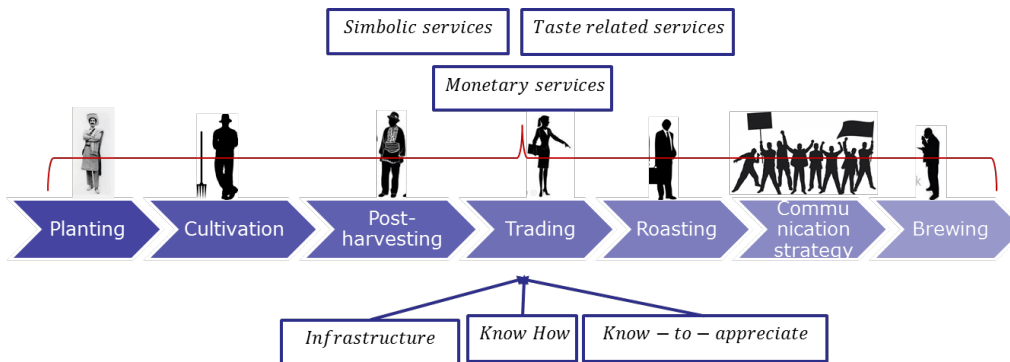 Simbolic services
Taste related services
Monetary services
Planting
Cultivation
Post-
harvesting
Trading
Roasting
Commu
nication
strategy
Brewing
Infrastructure
Know How
Know − to − appreciate